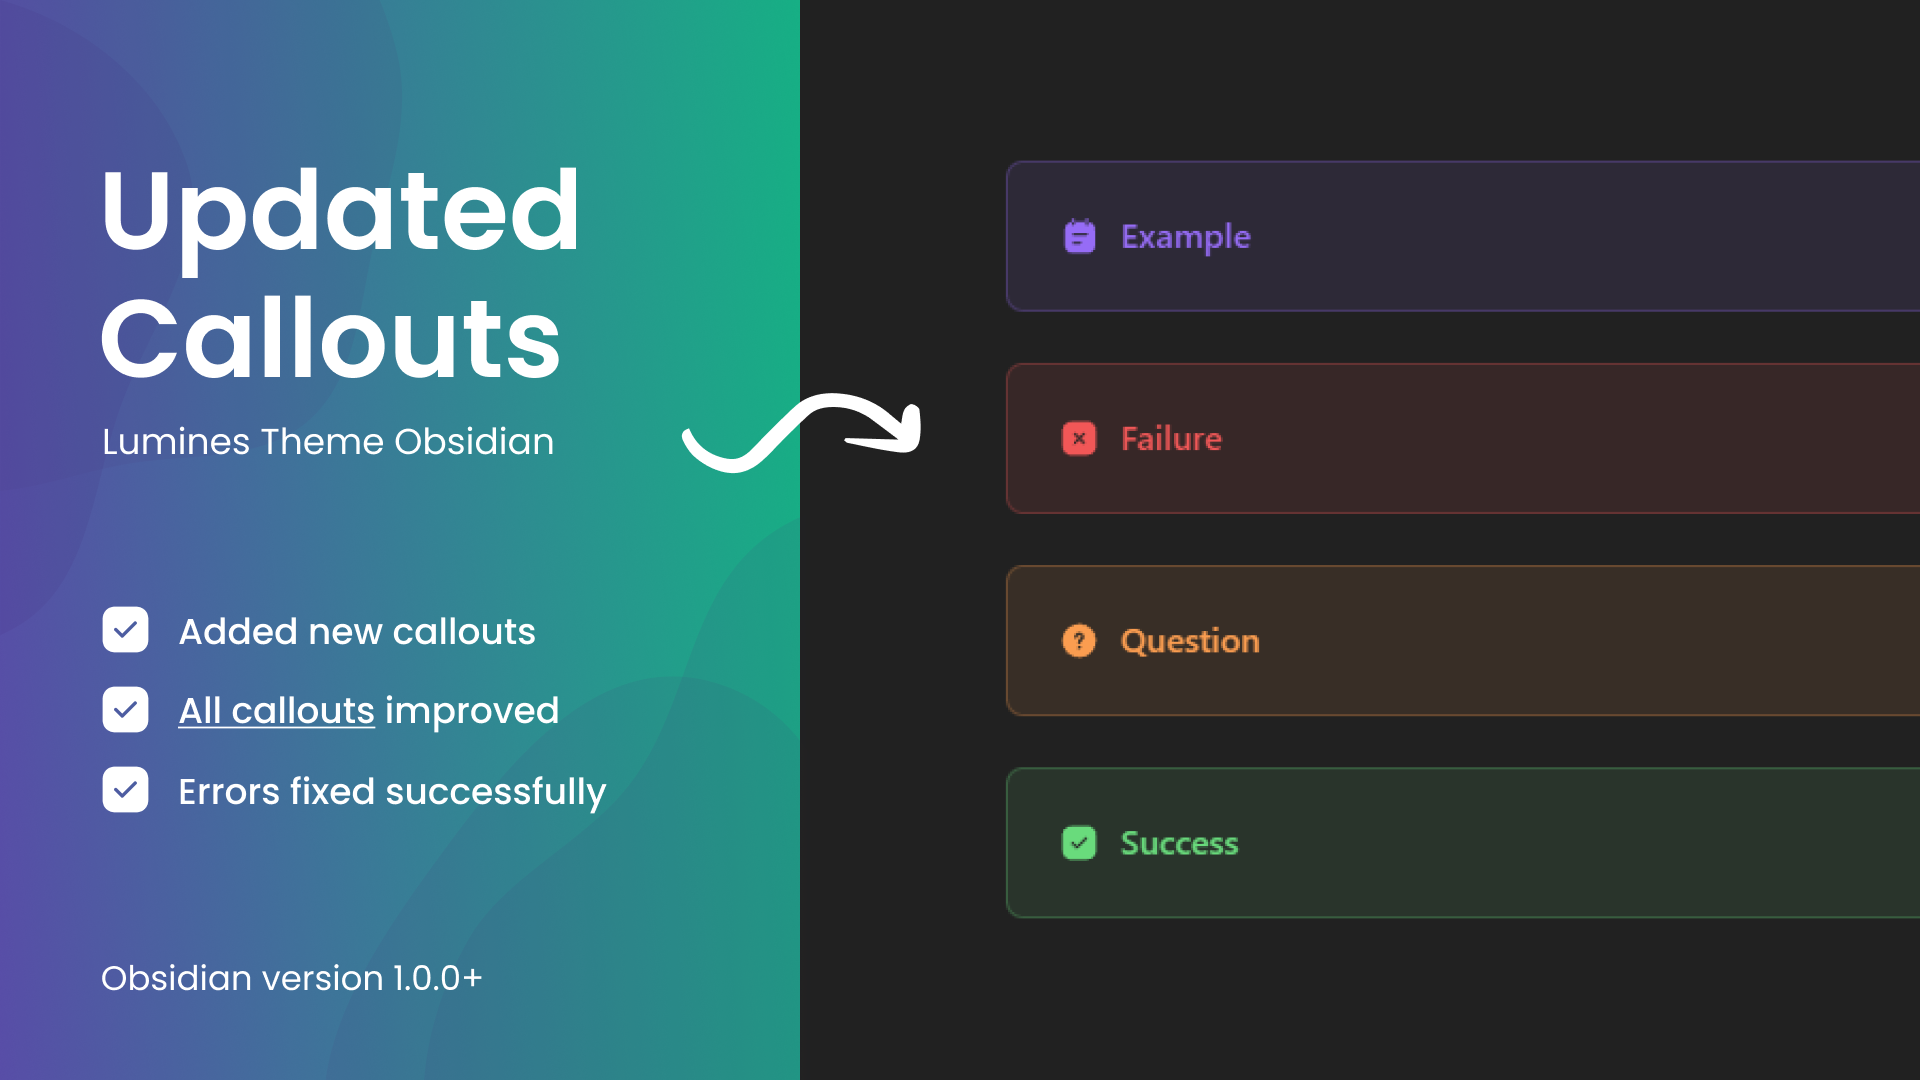 Updated
Callouts
Lumines Theme Obsidian
Added new callouts
All callouts improved
Errors fixed successfully
Obsidian version 1.0.0+
Example
Failure
Question
Success